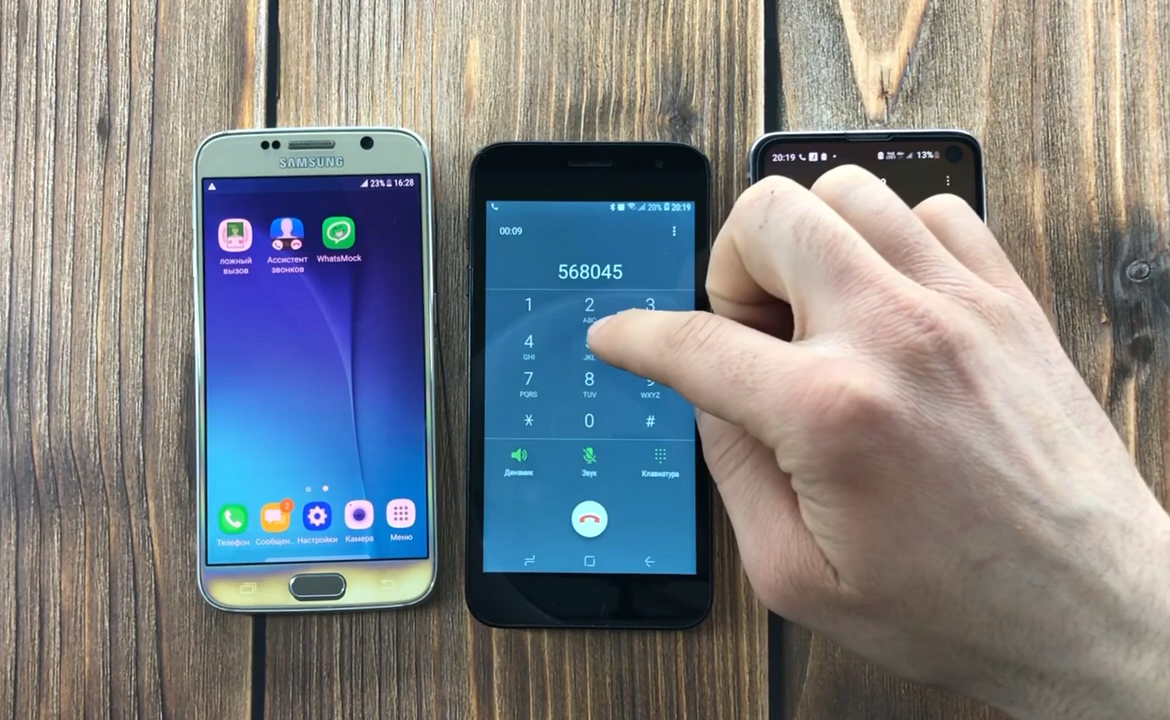 SAMSUNG
23% 16:28
ложный
вызов
Ассистент
звонков
WhatsMock
2
Телефон
Сообщен...
Настройки
Камера
Меню
20% 20:19
00:09
568045
1
2
ABC
3
4
GHI
JKL
7
PQRS
8
TUV
9
WXYZ
*
0
#
Динамик
Звук
Клавиатура
20:19
13%